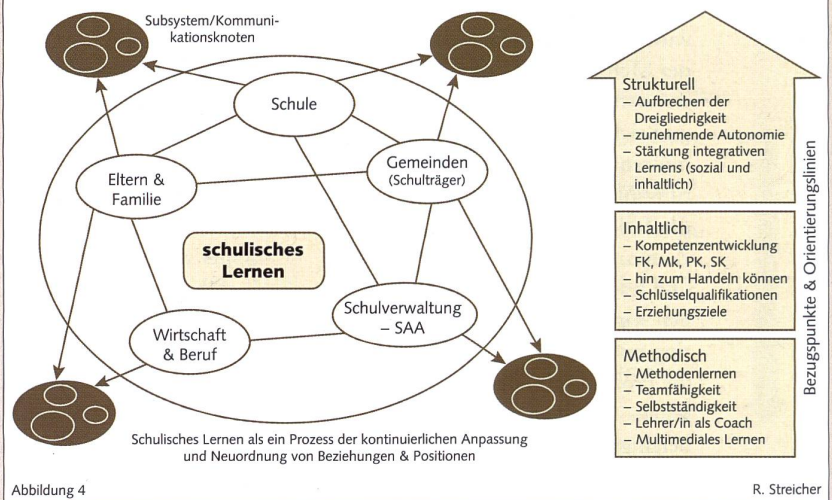 Subsystem/Kommuni-
kationsknoten
Schule
Eltern &
Familie
Gemeinden
(Schulträger)
schulisches
Lernen
Wirtschaft
& Beruf
Schulverwaltung
– SAA
Schulisches Lernen als ein Prozess der kontinuierlichen Anpassung
und Neuordnung von Beziehungen & Positionen
Strukturell
– Aufbrechen der
Dreigliedrigkeit
– zunehmende Autonomie
– Stärkung integrativen
Lernens (sozial und
inhaltlich)
Inhaltlich
– Kompetenzentwicklung
FK, Mk, PK, SK
– hin zum Handeln können
– Schlüsselqualifikationen
– Erziehungsziele
Methodisch
– Methodenlernen
– Teamfähigkeit
– Selbstständigkeit
– Lehrer/in als Coach
– Multimediales Lernen
Bezugspunkte & Orientierungslinien
Abbildung 4
R. Streicher